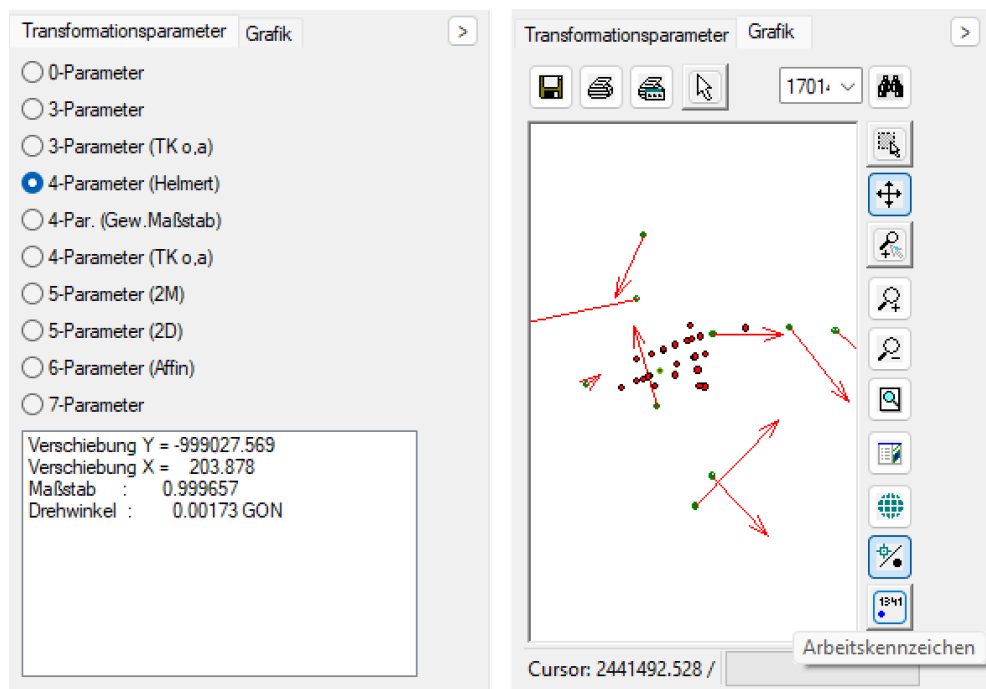 Transformationsparameter Grafik >
0-Parameter
3-Parameter
3-Parameter (TK o,a)
4-Parameter (Helmert)
4-Par. (Gew.Maßstab)
4-Parameter (TK o,a)
5-Parameter (2M)
5-Parameter (2D)
6-Parameter (Affin)
7-Parameter
Verschiebung Y = -999027.569
Verschiebung X = 203.878
Maßstab : 0.999657
Drehwinkel : 0.00173 GON
Transformationsparameter Grafik >
1701
1341
Arbeitskennzeichen
Cursor: 2441492.528 /